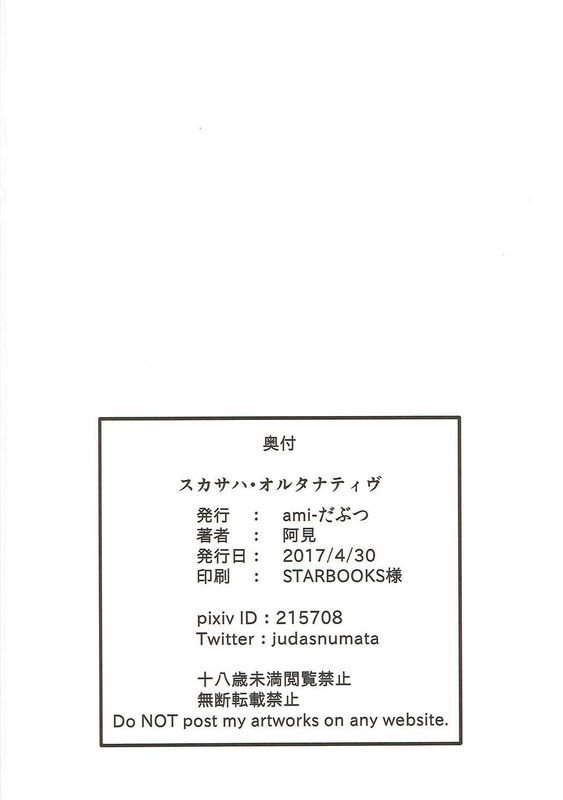 奥付
スカサハ・オルタナティヴ
発行 : ami-だぶつ
著者 : 阿見
発行日 : 2017/4/30
印刷 : STARBOOKS様
pixiv ID : 215708
Twitter : judasnumata
十八歳未満閲覧禁止
無断転載禁止
Do NOT post my artworks on any website.